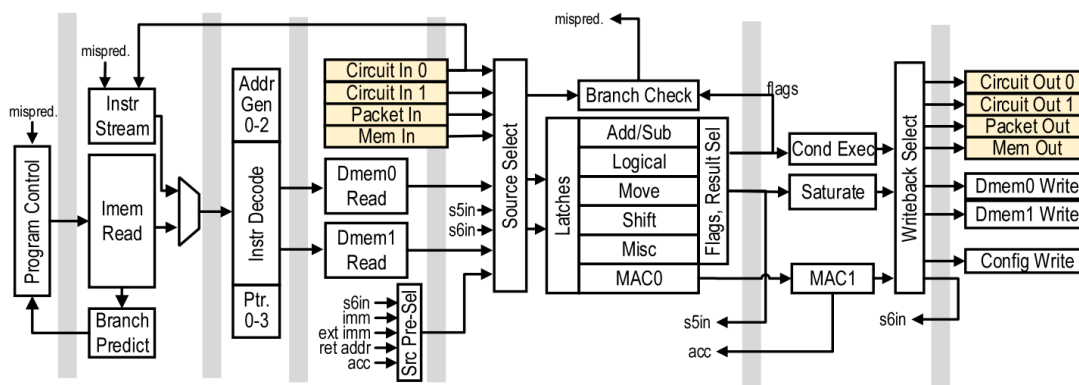 mispred.
mispred.
Program Control
Instr
Stream
Imem
Read
Branch
Predict
Addr
Gen
0-2
Instr Decode
Ptr.
0-3
Circuit In 0
Circuit In 1
Packet In
Mem In
Dmem0
Read
Dmem1
Read
s6in
imm
ext imm
ret addr
acc
Src Pre-Sel
s5in
s6in
Source Select
mispred.
Branch Check
flags
Latches
Add/Sub
Logical
Move
Shift
Misc
MAC0
Flags, Result Sel
s5in
acc
Cond Exec
Saturate
MAC1
Writeback Select
s6in
Circuit Out 0
Circuit Out 1
Packet Out
Mem Out
Dmem0 Write
Dmem1 Write
Config Write